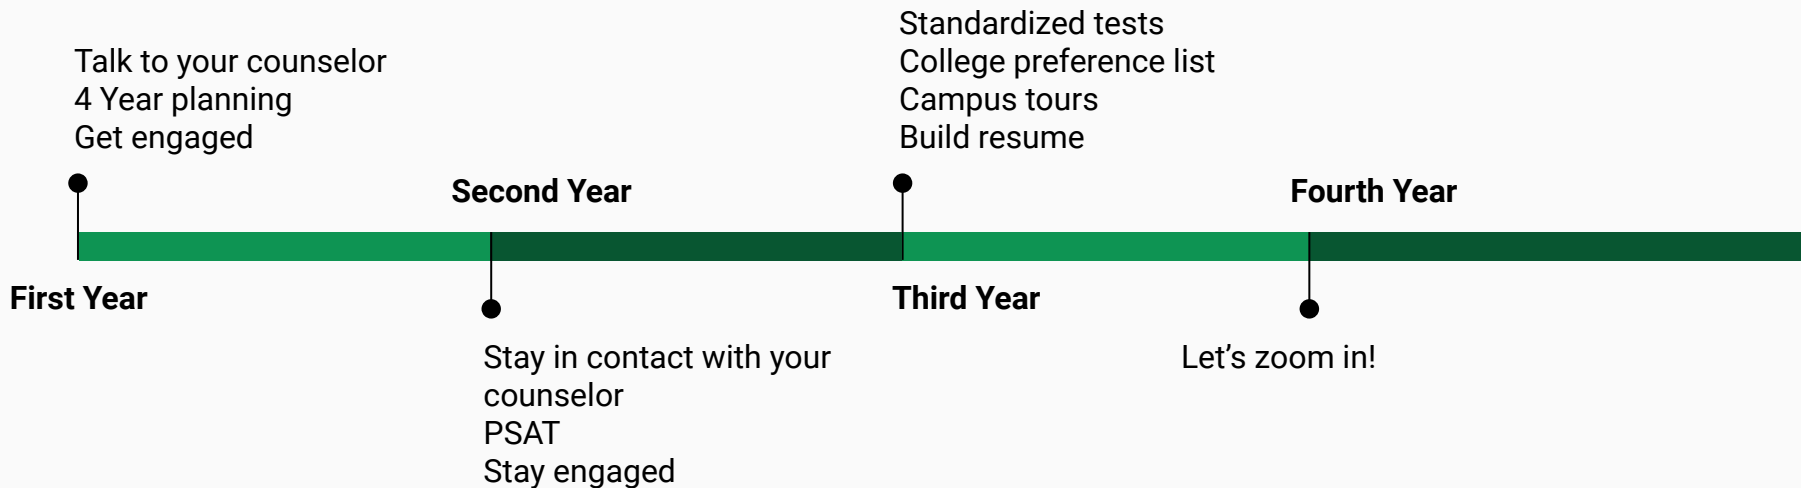 Talk to your counselor
4 Year planning
Get engaged
First Year
Second Year
Stay in contact with your
counselor
PSAT
Stay engaged
Standardized tests
College preference list
Campus tours
Build resume
Third Year
Fourth Year
Let’s zoom in!